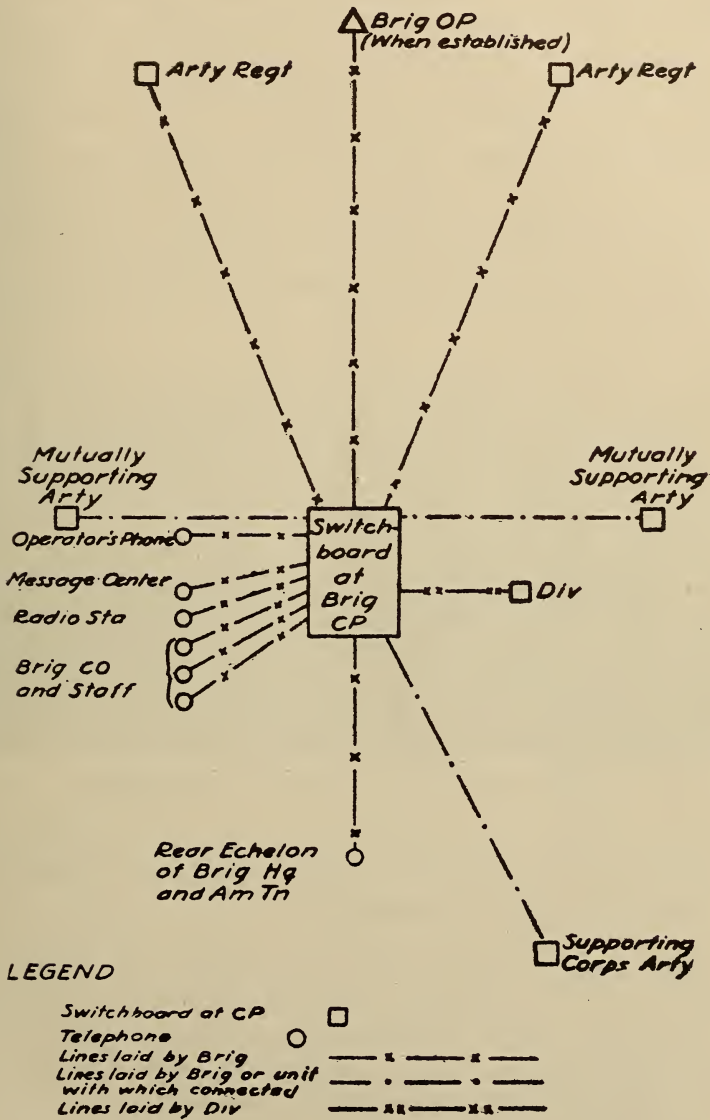 Brig OP
(When established)
Arty Regt
Arty Regt
Mutually
Supporting
Arty
Mutually
Supporting
Arty
Operator's Phone
Switch-
board
at
Brig
CP
Message Center
Div
Radio Sta
Brig CO
and Staff
Rear Echelon
of Brig Hq
and Am Tn
Supporting
Corps Arty
LEGEND
Switchboard at CP
Telephone
Lines laid by Brig
Lines laid by Brig or unit
with which connected
Lines laid by Div